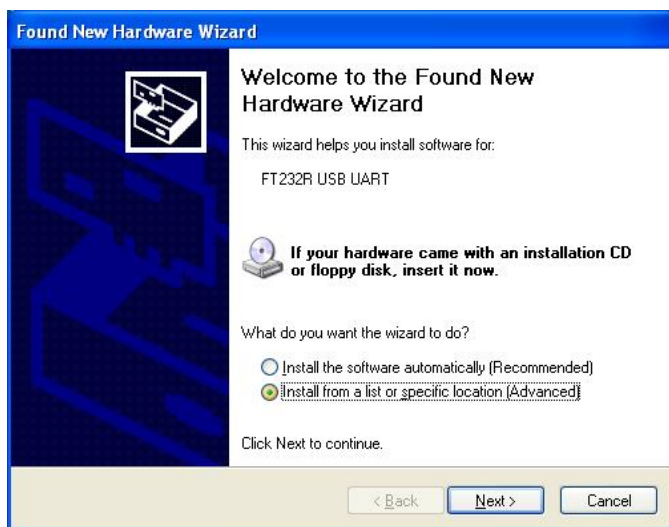 Found New Hardware Wizard
Welcome to the Found New
Hardware Wizard
This wizard helps you install software for:
FT232R USB UART
If your hardware came with an installation CD
or floppy disk, insert it now.
What do you want the wizard to do?
Install the software automatically (Recommended)
Install from a list or specific location (Advanced)
Click Next to continue.
< Back
Next >
Cancel